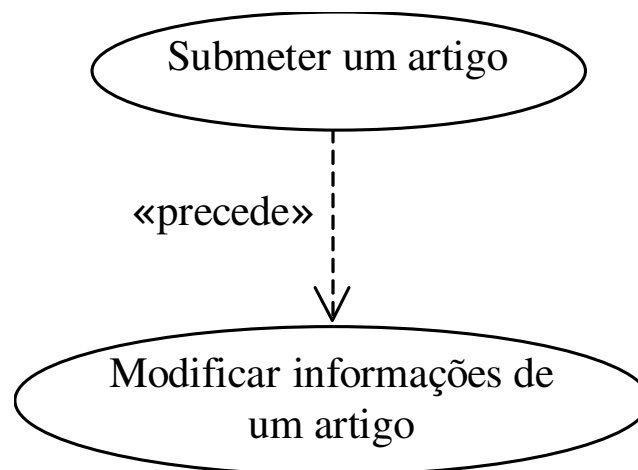 Submeter um artigo
«precede»
Modificar informações de
um artigo